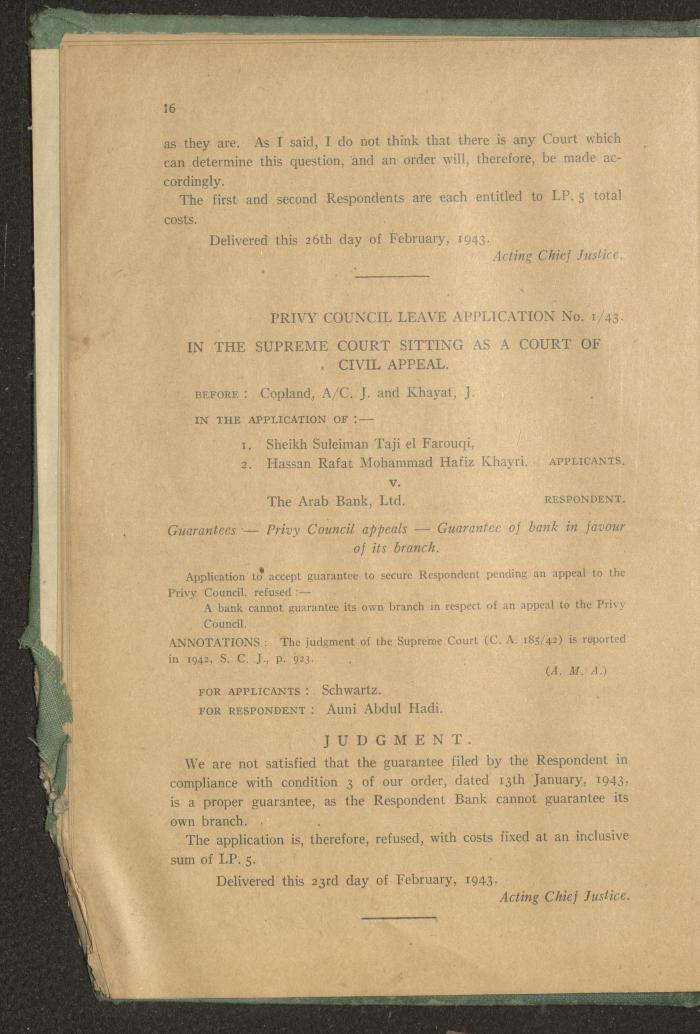 16
as they are. As I said, I do not think that there is any Court which
can determine this question, and an order will, therefore, be made ac-
cordingly.
The first and second Respondents are each entitled to LP. 5 total
costs.
Delivered this 26th day of February, 1943.
Acting Chief Justice.
PRIVY COUNCIL LEAVE APPLICATION No. 1/43.
IN THE SUPREME COURT SITTING AS A COURT OF
CIVIL APPEAL.
BEFORE : Copland, A/C. J. and Khayat, J.
IN THE APPLICATION OF :—
1. Sheikh Suleiman Taji el Farouqi,
2. Hassan Rafat Mohammad Hafiz Khayri. APPLICANTS.
v.
The Arab Bank, Ltd. RESPONDENT.
Guarantees — Privy Council appeals — Guarantee of bank in favour
of its branch.
Application to accept guarantee to secure Respondent pending an appeal to the
Privy Council, refused :—
A bank cannot guarantee its own branch in respect of an appeal to the Privy
Council.
ANNOTATIONS : The judgment of the Supreme Court (C. A. 185/42) is reported
in 1942, S. C. J., p. 923.
(A. M. A.)
FOR APPLICANTS : Schwartz.
FOR RESPONDENT : Auni Abdul Hadi.
JUDGMENT.
We are not satisfied that the guarantee filed by the Respondent in
compliance with condition 3 of our order, dated 13th January, 1943,
is a proper guarantee, as the Respondent Bank cannot guarantee its
own branch.
The application is, therefore, refused, with costs fixed at an inclusive
sum of LP. 5.
Delivered this 23rd day of February, 1943.
Acting Chief Justice.